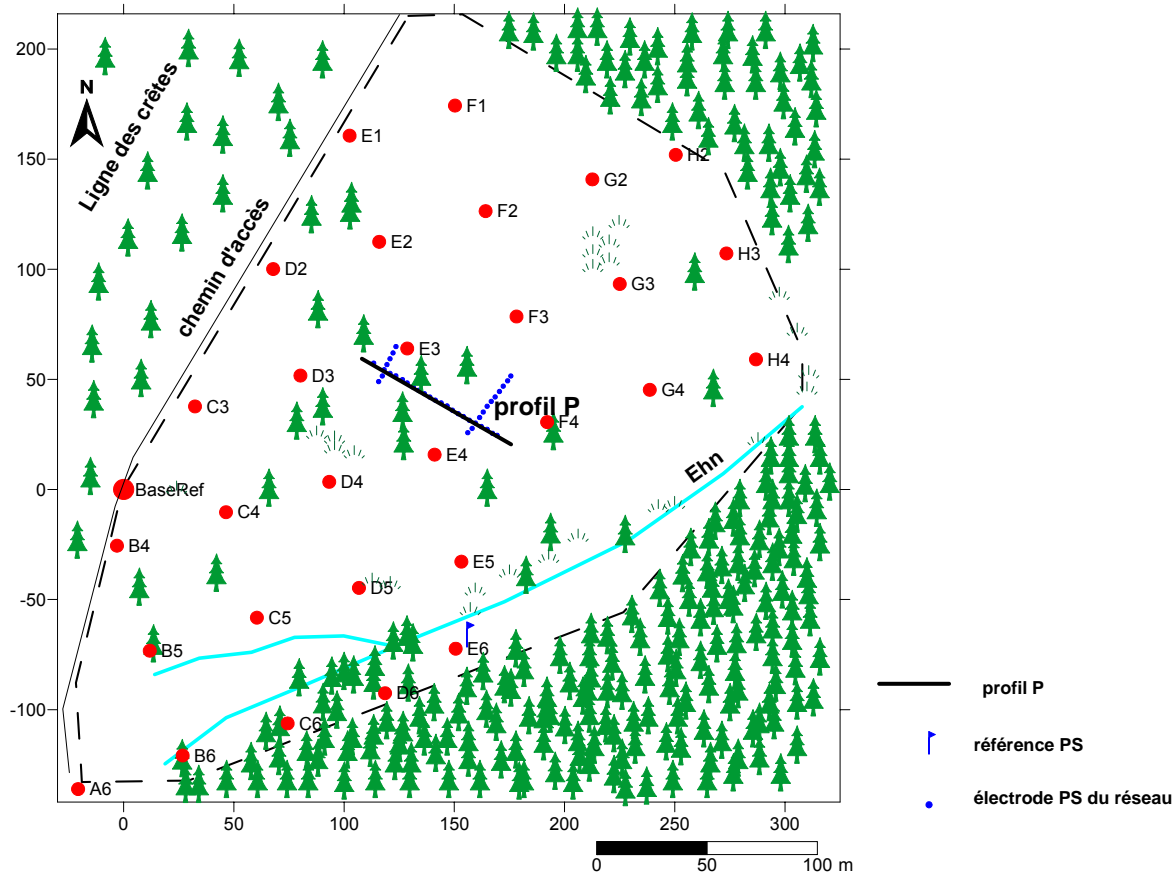 200
150
100
50
0
-50
-100
N
Ligne des crêtes
chemin d'accès
F1
E1
H2
G2
F2
E2
H3
D2
G3
F3
E3
H4
D3
G4
profil P
C3
F4
E4
Ehn
D4
BaseRef
C4
B4
E5
D5
C5
B5
E6
D6
C6
B6
A6
0
50
100
150
200
250
300
0
50
100 m
profil P
référence PS
électrode PS du réseau